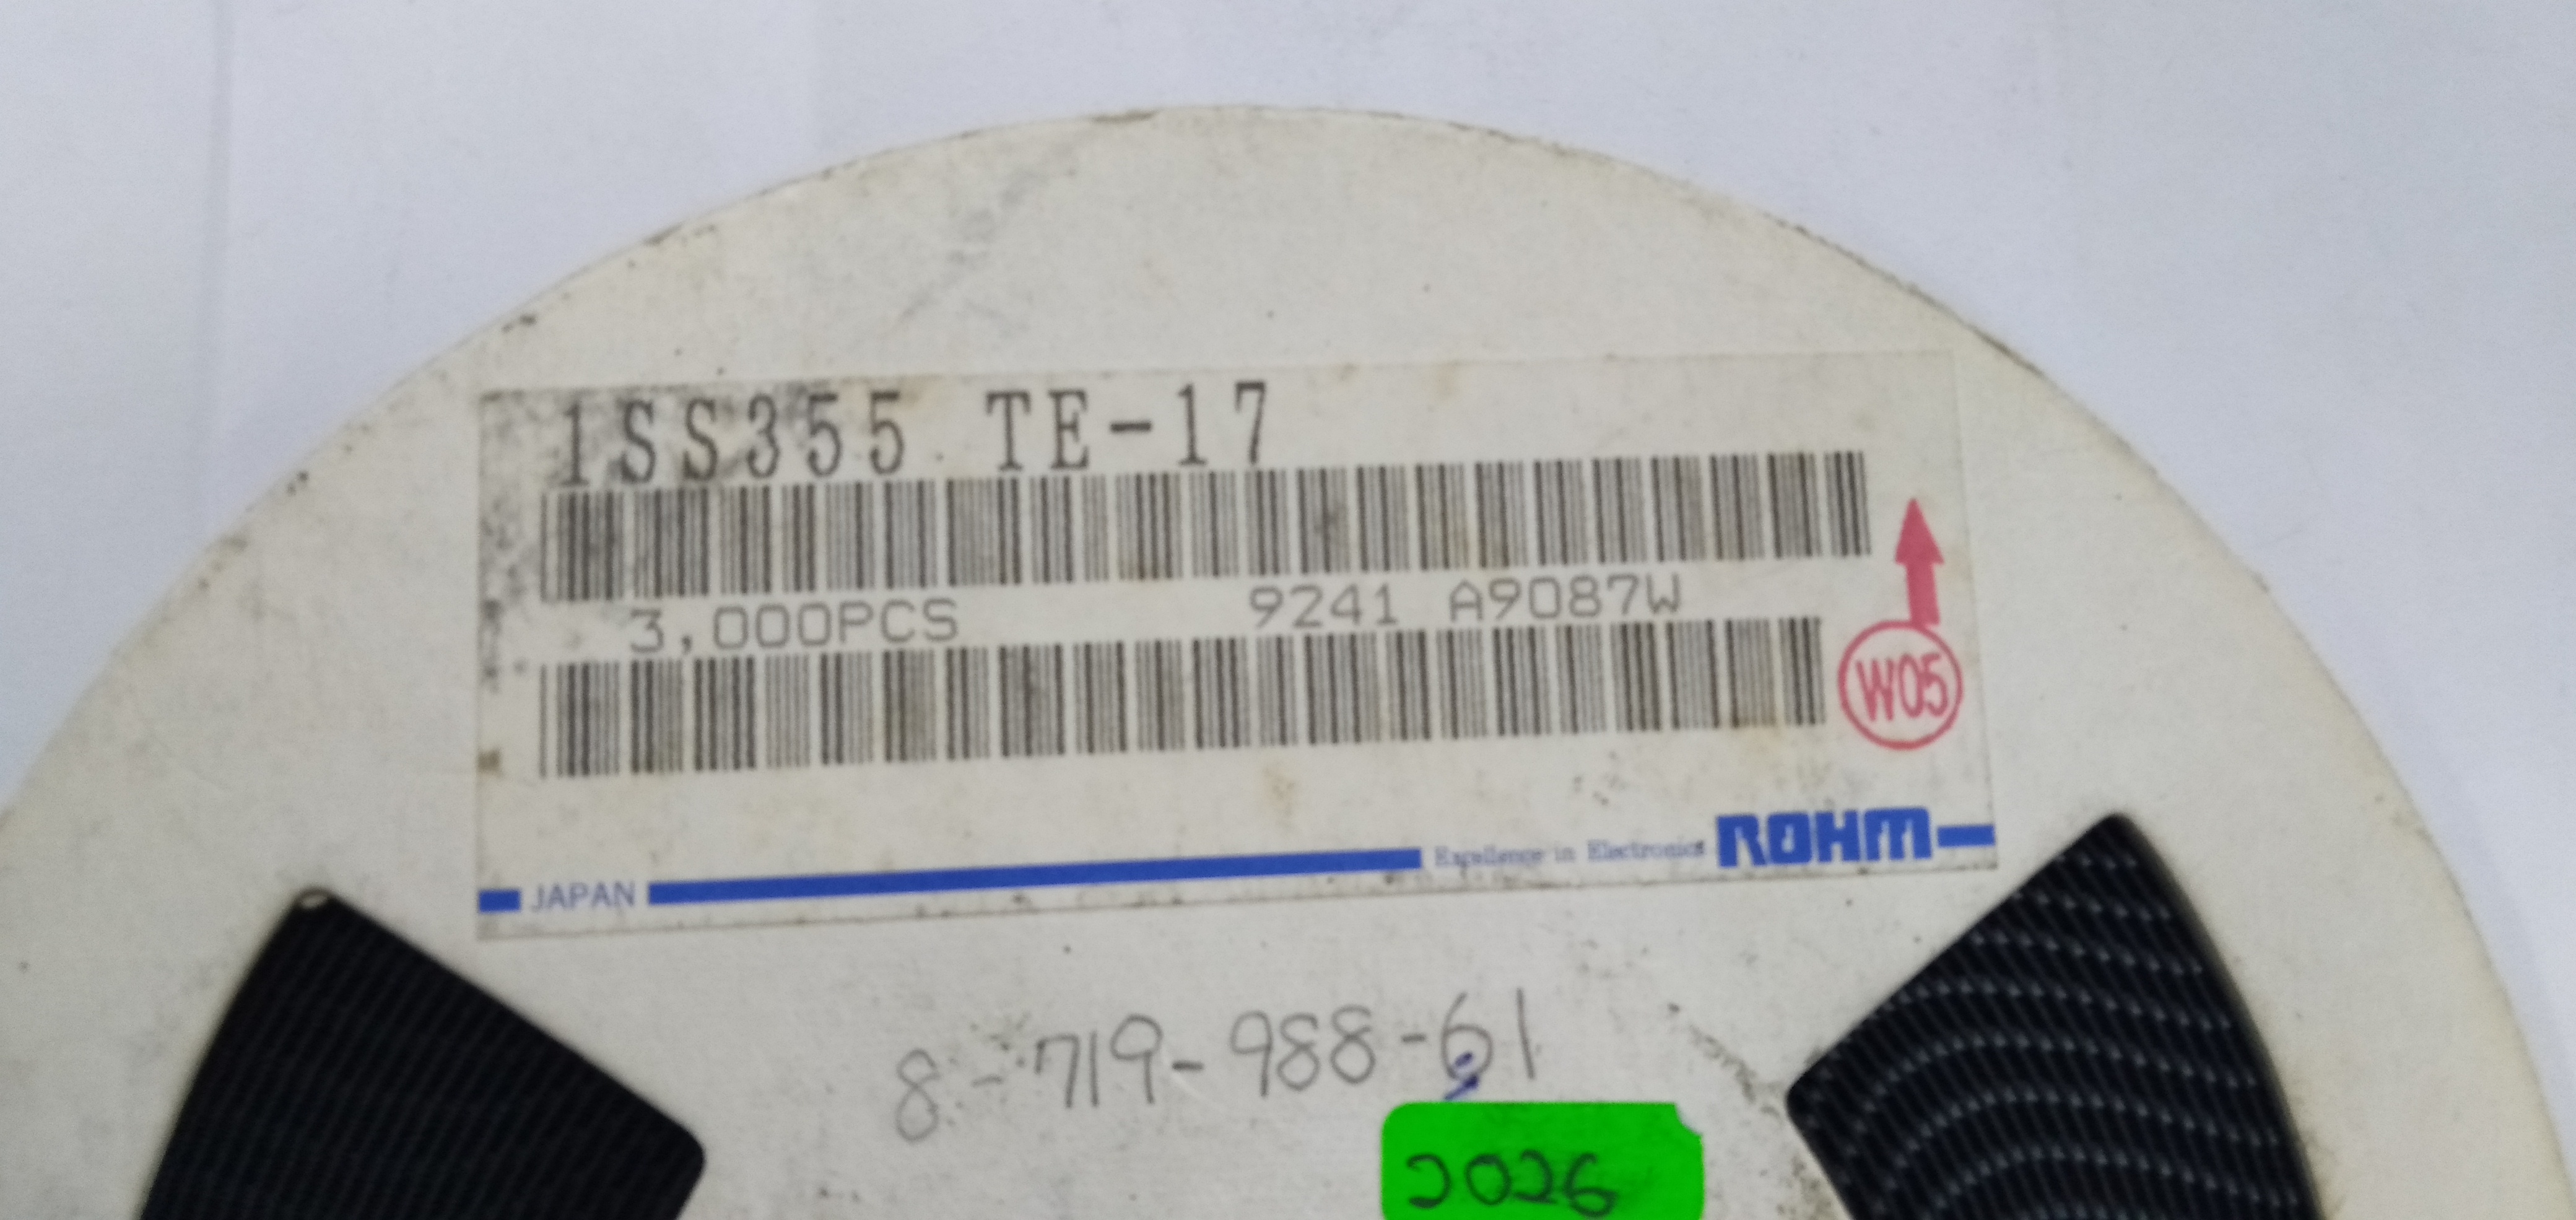 1SS355 TE-17
3,000PCS 9241 A9087W
W05
JAPAN Excellence in Electronics ROHM
8-719-988-61
2026